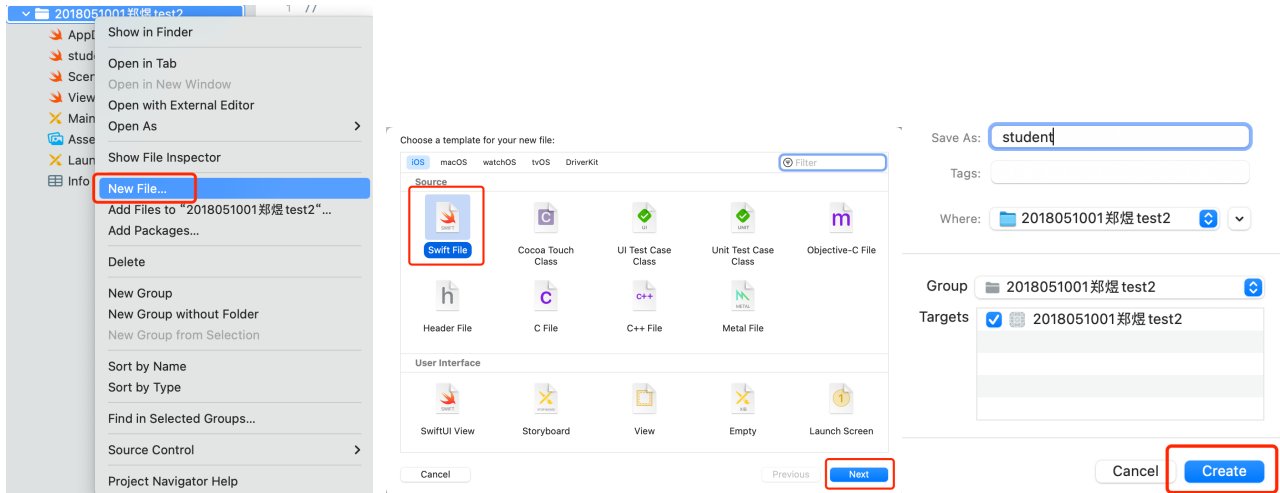 2018051001郑煜test2
1 //
Show in Finder
Open in Tab
Open in New Window
Open with External Editor
Open As
Show File Inspector
New File...
Add Files to “2018051001郑煜test2“...
Add Packages...
Delete
New Group
New Group without Folder
New Group from Selection
Sort by Name
Sort by Type
Find in Selected Groups...
Source Control
Project Navigator Help
App
stud
Scen
View
Main
Asse
Laun
Info
Choose a template for your new file:
iOS macOS watchOS tvOS DriverKit
Filter
Source
SWIFT C UI UNIT m
Swift File
Cocoa Touch Class
UI Test Case Class
Unit Test Case Class
Objective-C File
h C C++ METAL
Header File
C File
C++ File
Metal File
User Interface
SWIFT 1
SwiftUI View
Storyboard
View
Empty
Launch Screen
Cancel
Previous
Next
Save As: student
Tags:
Where: 2018051001郑煜test2
Group 2018051001郑煜test2
Targets 2018051001郑煜test2
Cancel
Create